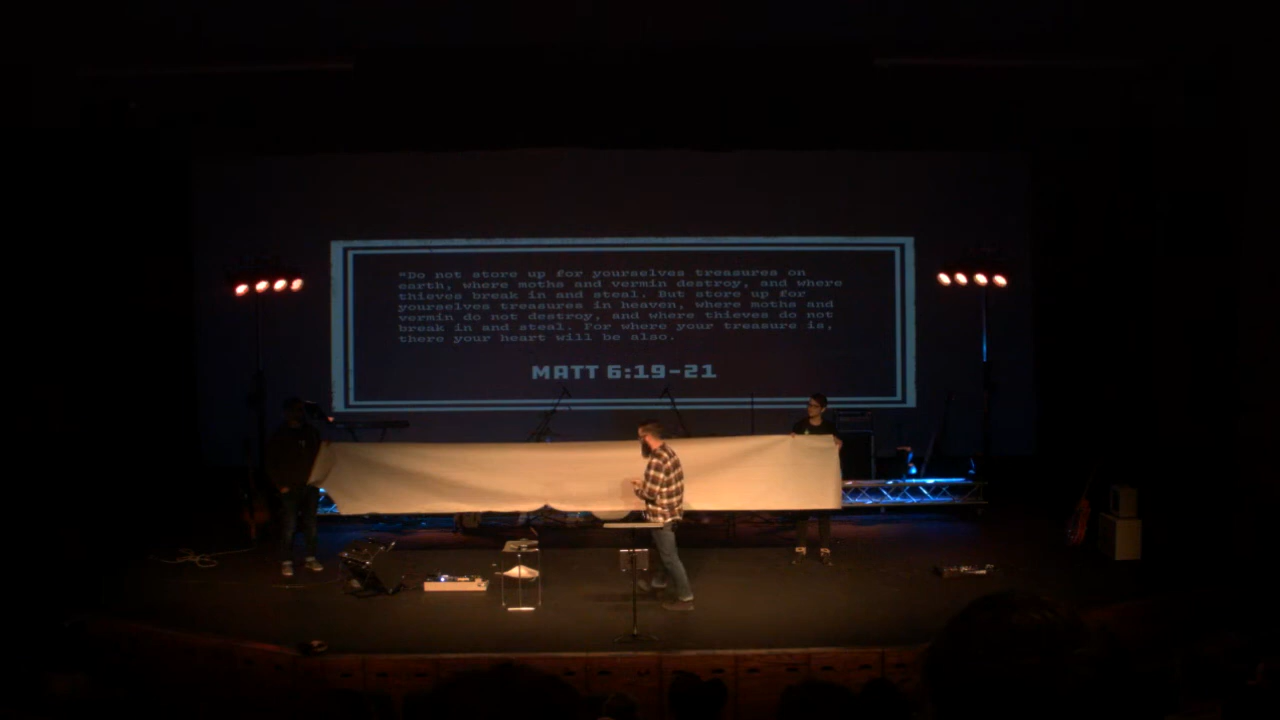 "Do not store up for yourselves treasures on
earth, where moths and vermin destroy, and where
thieves break in and steal. But store up for
yourselves treasures in heaven, where moths and
vermin do not destroy, and where thieves do not
break in and steal. For where your treasure is,
there your heart will be also.
MATT 6:19-21